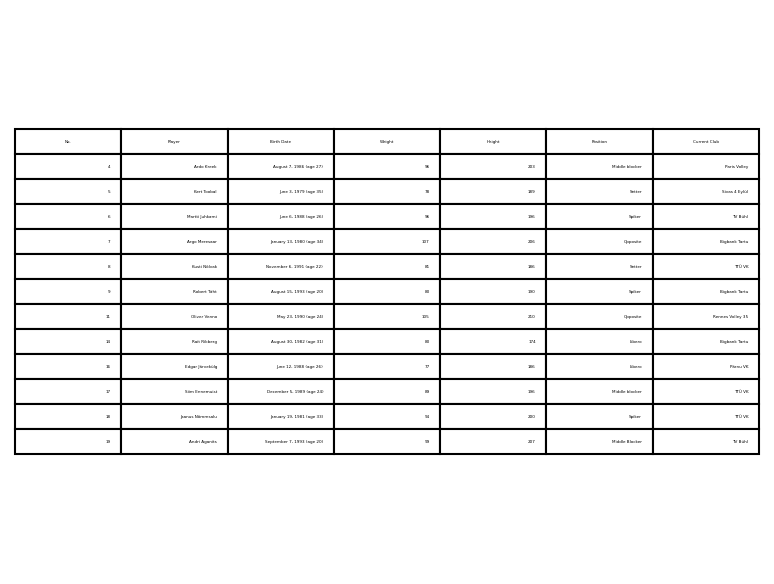 No. Player Birth Date Weight Height Position Current Club
4 Ardo Kreek August 7, 1986 (age 27) 96 203 Middle blocker Paris Volley
5 Kert Toobal June 3, 1979 (age 35) 78 189 Setter Sivas 4 Eylül
6 Martti Juhkami June 6, 1988 (age 26) 96 196 Spiker TV Bühl
7 Argo Meresaar January 13, 1980 (age 34) 107 206 Opposite Bigbank Tartu
8 Kusti Nõlvak November 6, 1991 (age 22) 81 186 Setter TTÜ VK
9 Robert Täht August 15, 1993 (age 20) 80 190 Spiker Bigbank Tartu
11 Oliver Venno May 23, 1990 (age 24) 105 210 Opposite Rennes Volley 35
14 Rait Rikberg August 30, 1982 (age 31) 80 174 Libero Bigbank Tartu
16 Edgar Järvekülg June 12, 1988 (age 26) 77 186 Libero Pärnu VK
17 Siim Ennemuist December 5, 1989 (age 24) 89 196 Middle blocker TTÜ VK
18 Jaanus Nõmmsalu January 19, 1981 (age 33) 94 200 Spiker TTÜ VK
19 Andri Aganits September 7, 1993 (age 20) 99 207 Middle Blocker TV Bühl